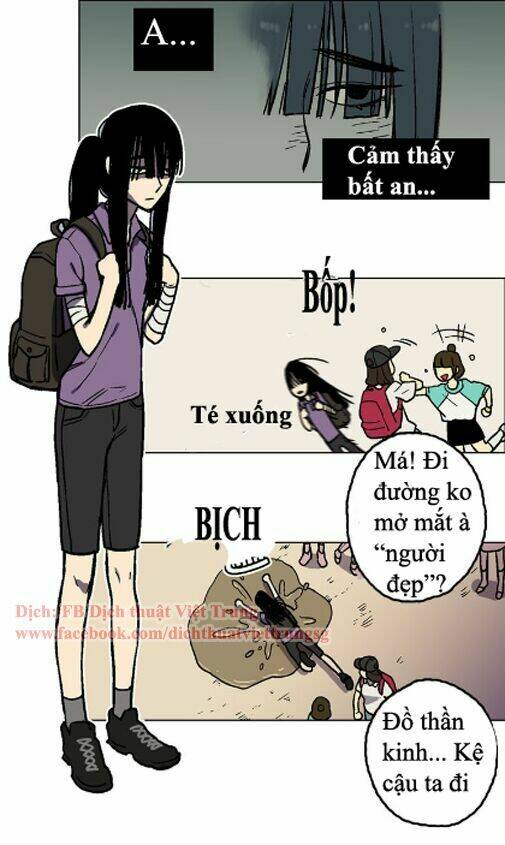 A...
Cảm thấy
bất an...
Bốp!
Té xuống
Má! Đi
đường ko
mở mắt à
“người
đẹp”?
BỊCH
Dịch: FB Dịch thuật Việt Trung
www.facebook.com/dichthuatviettrungsg
Đồ thần
kinh... Kệ
cậu ta đi